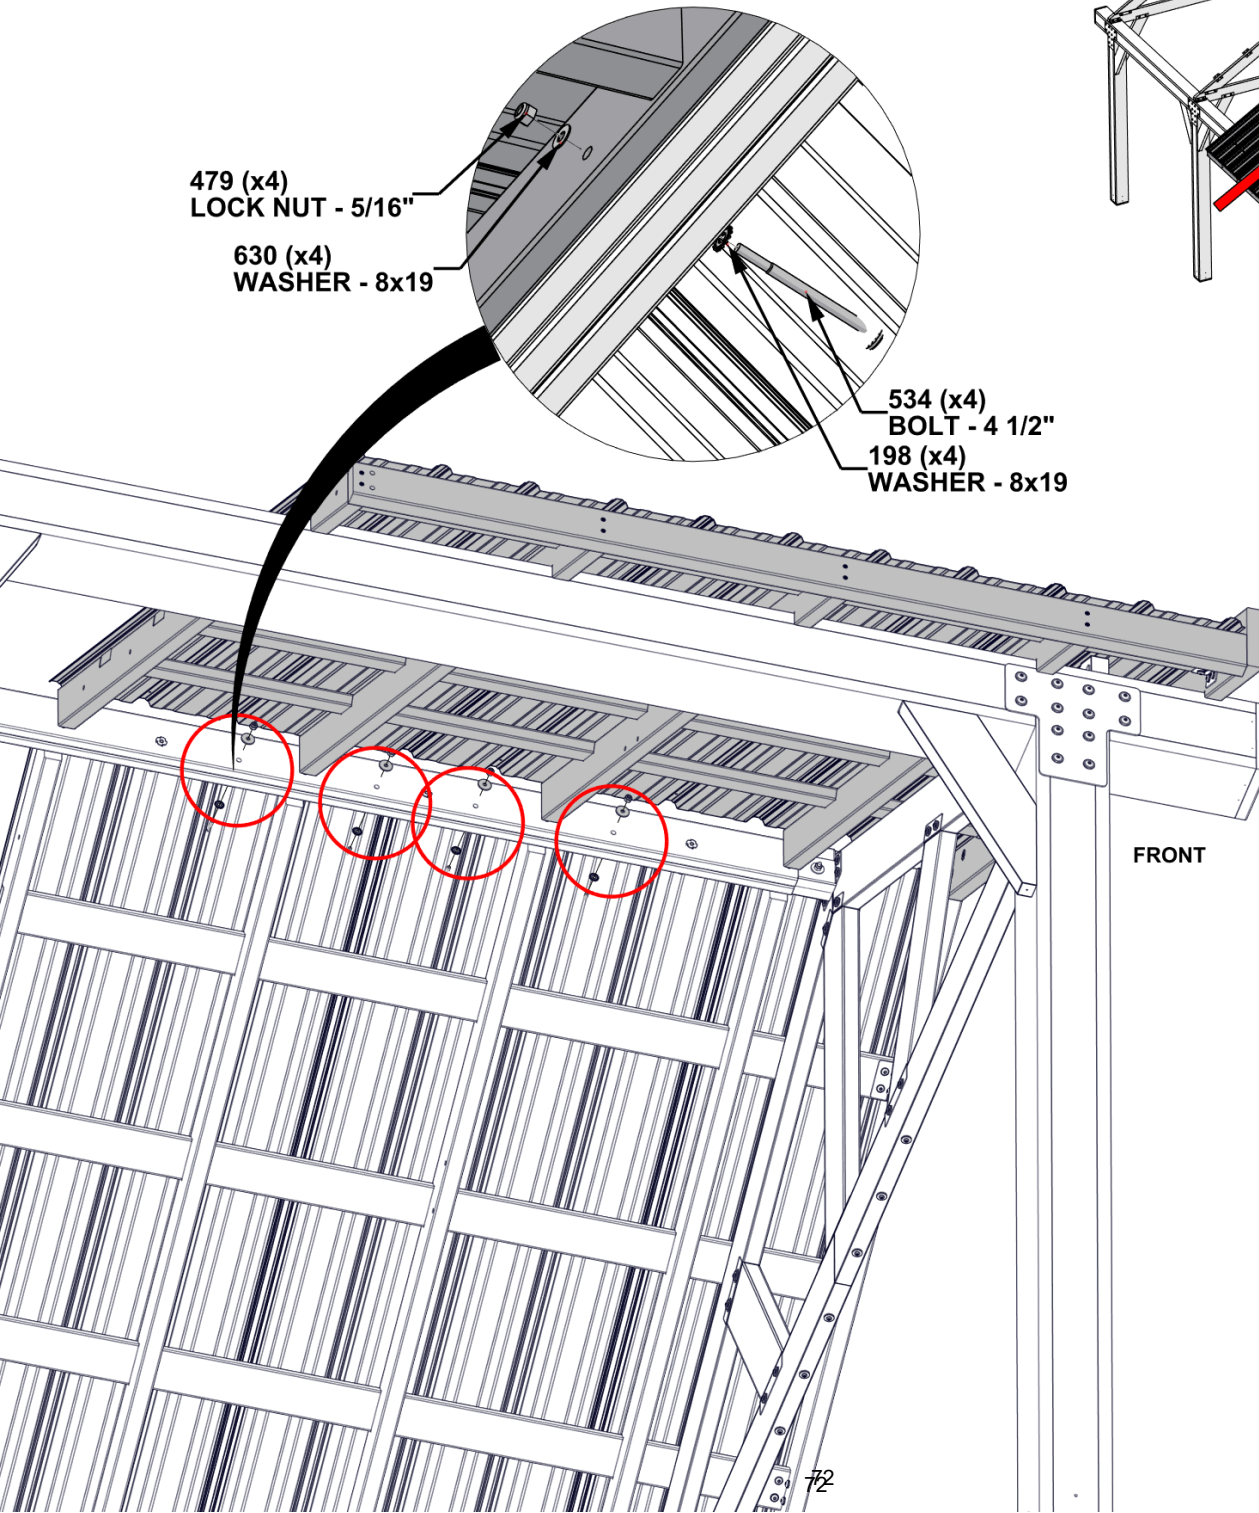 479 (x4)
LOCK NUT - 5/16"
630 (x4)
WASHER - 8x19
534 (x4)
BOLT - 4 1/2"
198 (x4)
WASHER - 8x19
FRONT
72